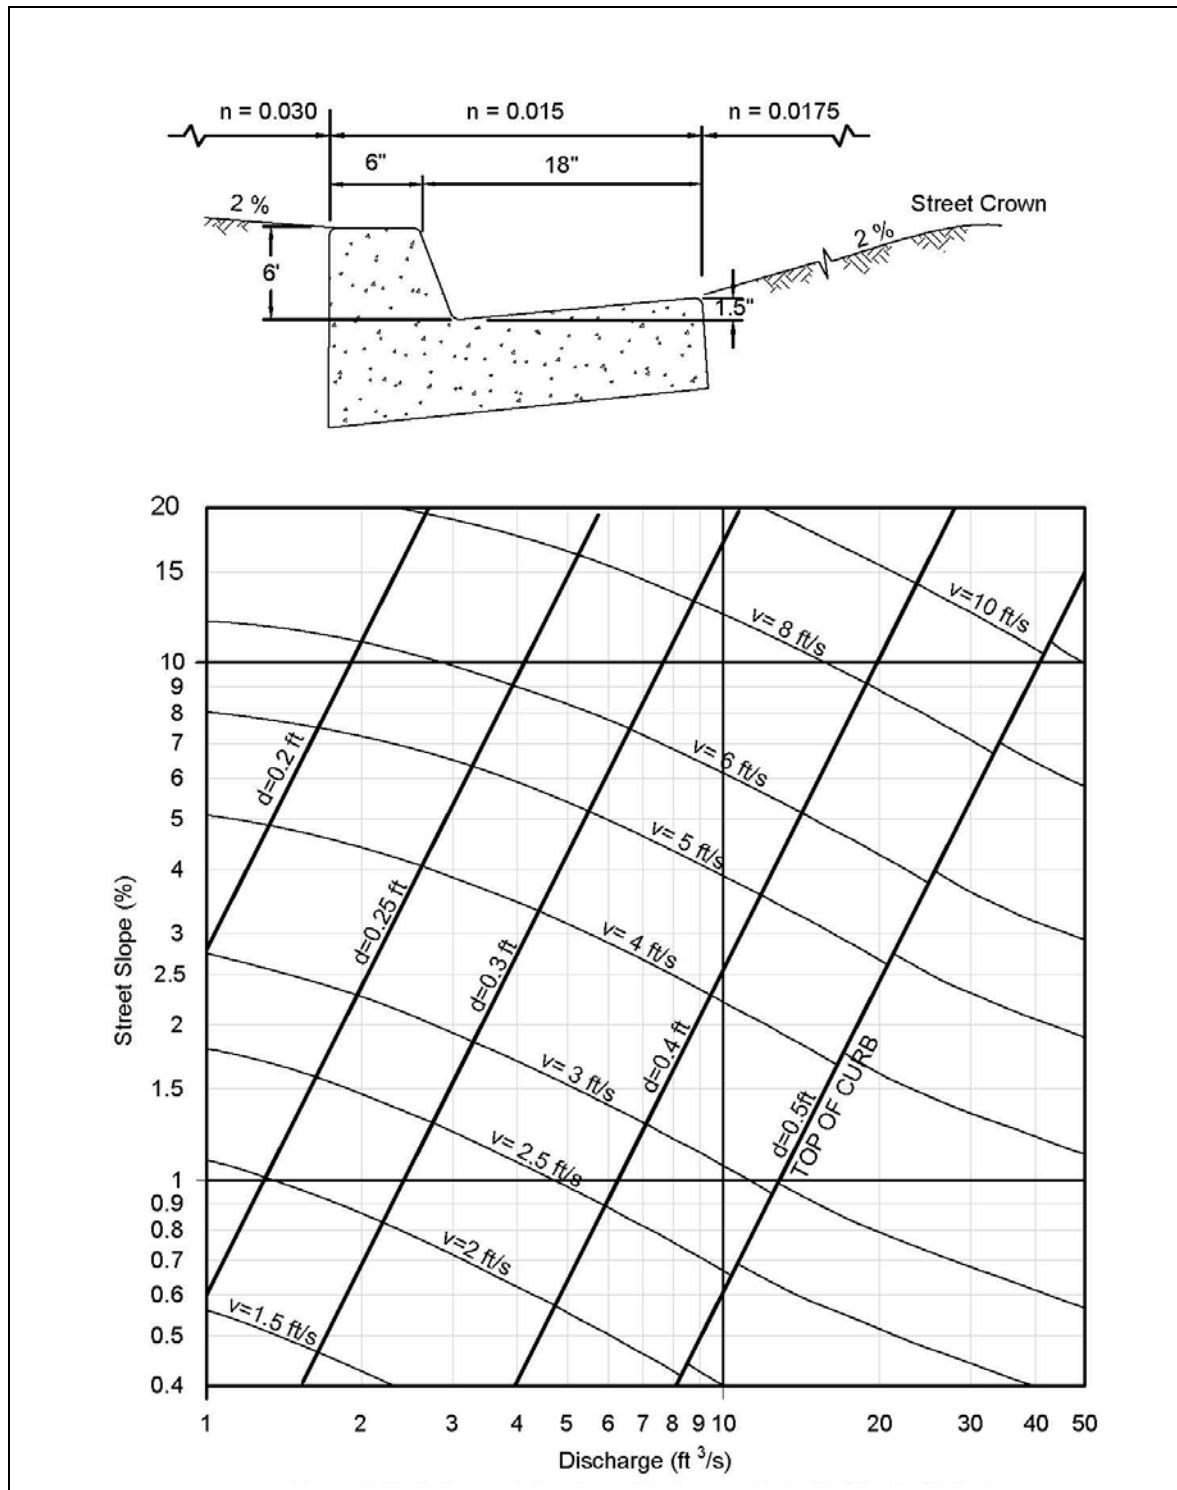 n = 0.030 n = 0.015 n = 0.0175
6" 18"
2 % Street Crown
2 %
6'
1.5"
20
15
10
9
8
7
6
5
4
3
2.5
2
1.5
1
0.9
0.8
0.7
0.6
0.5
0.4
Street Slope (%)
v=10 ft/s
v= 8 ft/s
v= 6 ft/s
v= 5 ft/s
v= 4 ft/s
v= 3 ft/s
v= 2.5 ft/s
v=2 ft/s
v=1.5 ft/s
d=0.2 ft
d=0.25 ft
d=0.3 ft
d=0.4 ft
d=0.5ft
TOP OF CURB
1 2 3 4 5 6 7 8 9 10 20 30 40 50
Discharge (ft ³/s)